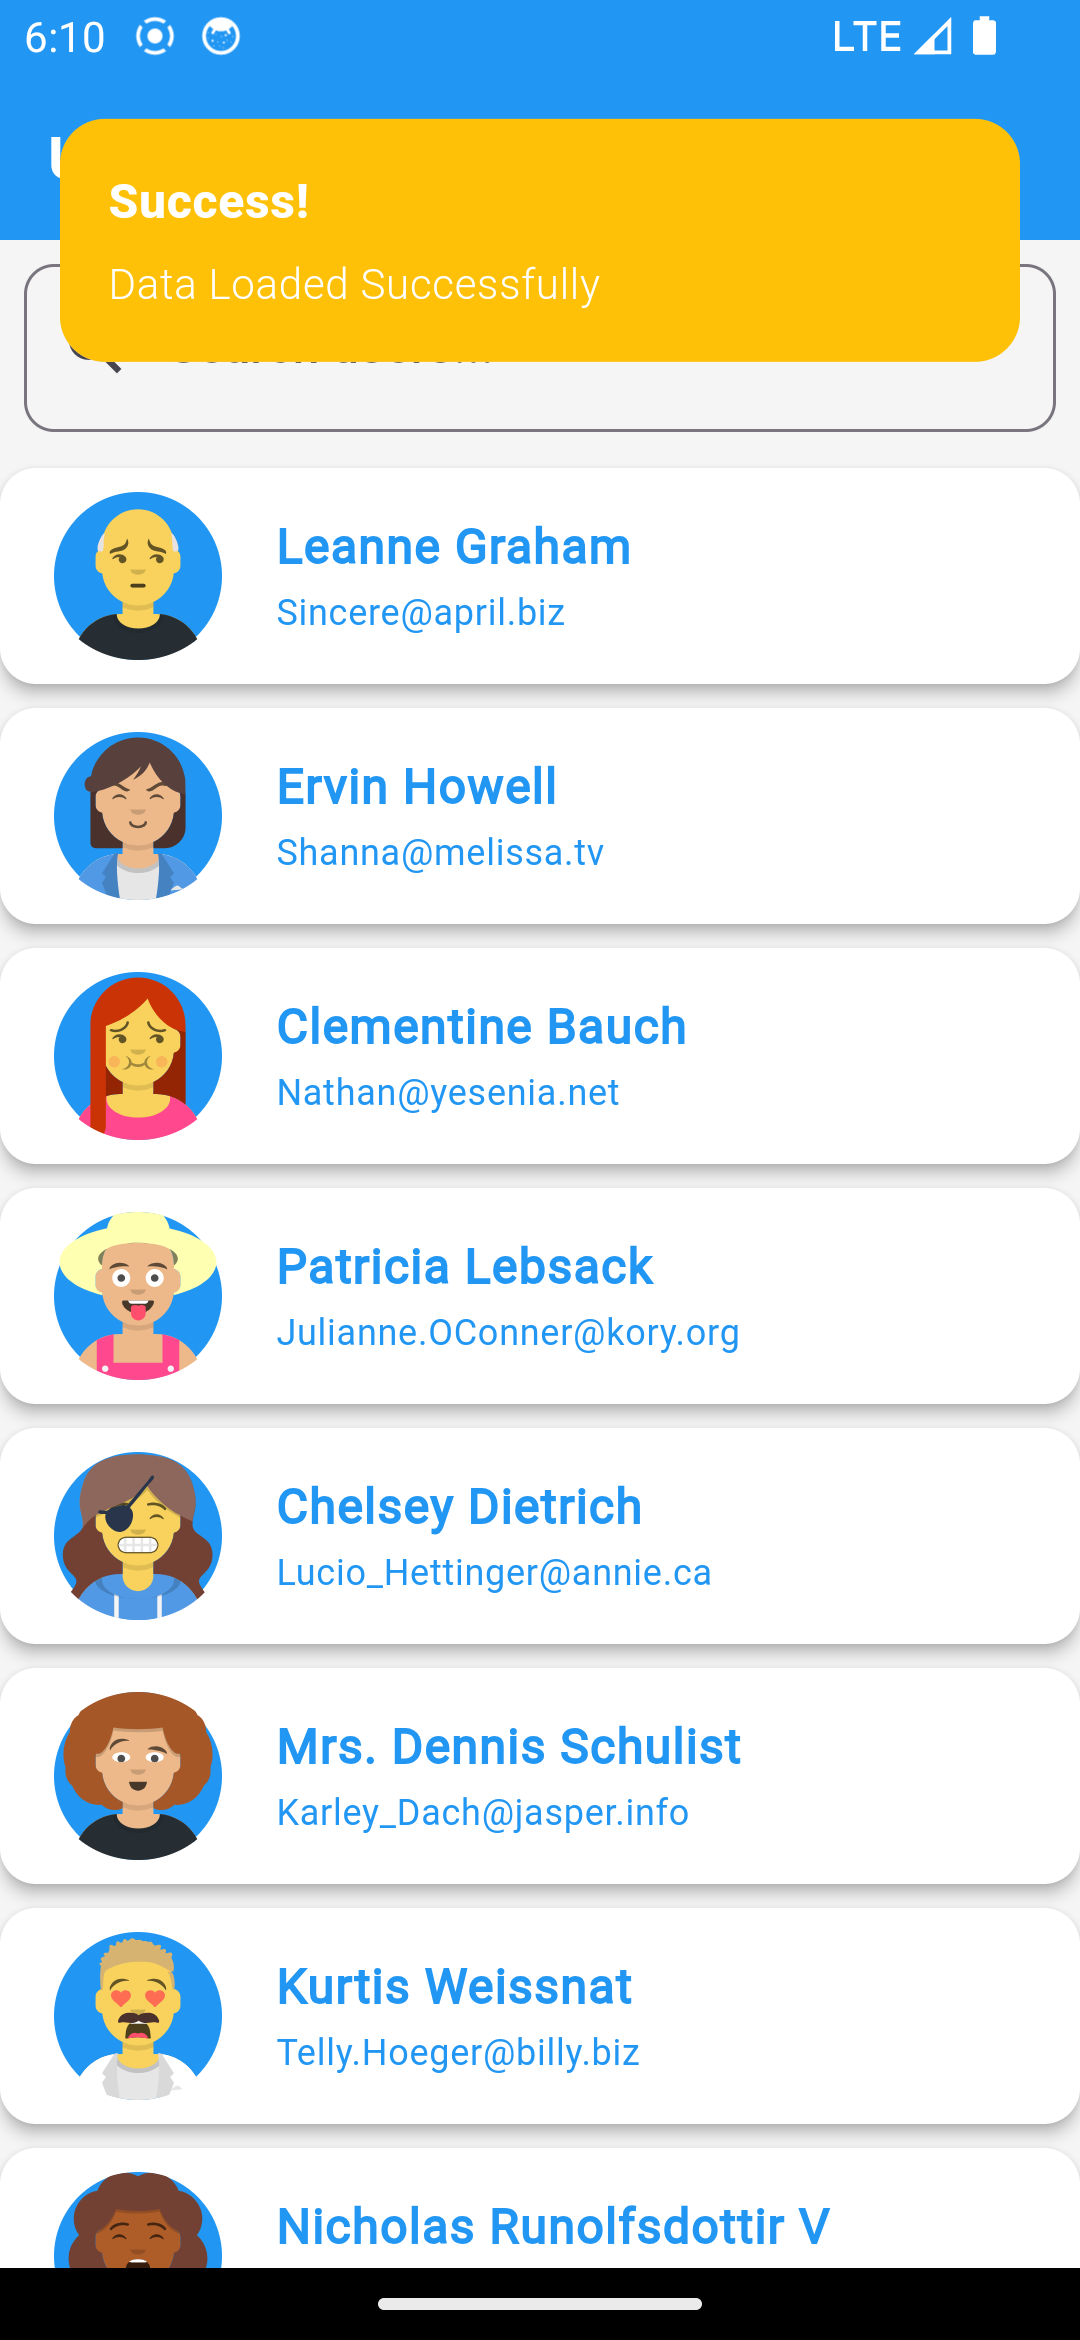 6:10
LTE
Success!
Data Loaded Successfully
Leanne Graham
Sincere@april.biz
Ervin Howell
Shanna@melissa.tv
Clementine Bauch
Nathan@yesenia.net
Patricia Lebsack
Julianne.OConner@kory.org
Chelsey Dietrich
Lucio_Hettinger@annie.ca
Mrs. Dennis Schulist
Karley_Dach@jasper.info
Kurtis Weissnat
Telly.Hoeger@billy.biz
Nicholas Runolfsdottir V